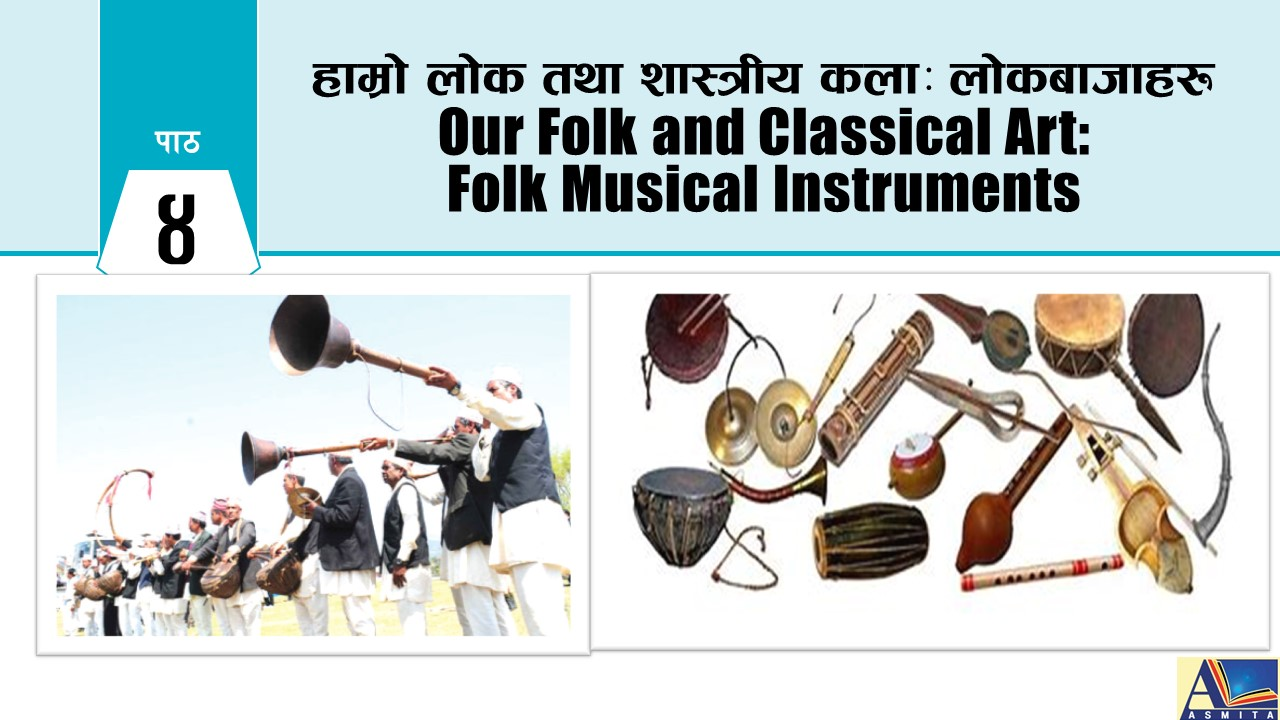 पाठ
४
हाम्रो लोक तथा शास्त्रीय कलाः लोकबाजाहरू
Our Folk and Classical Art:
Folk Musical Instruments
ASMITA